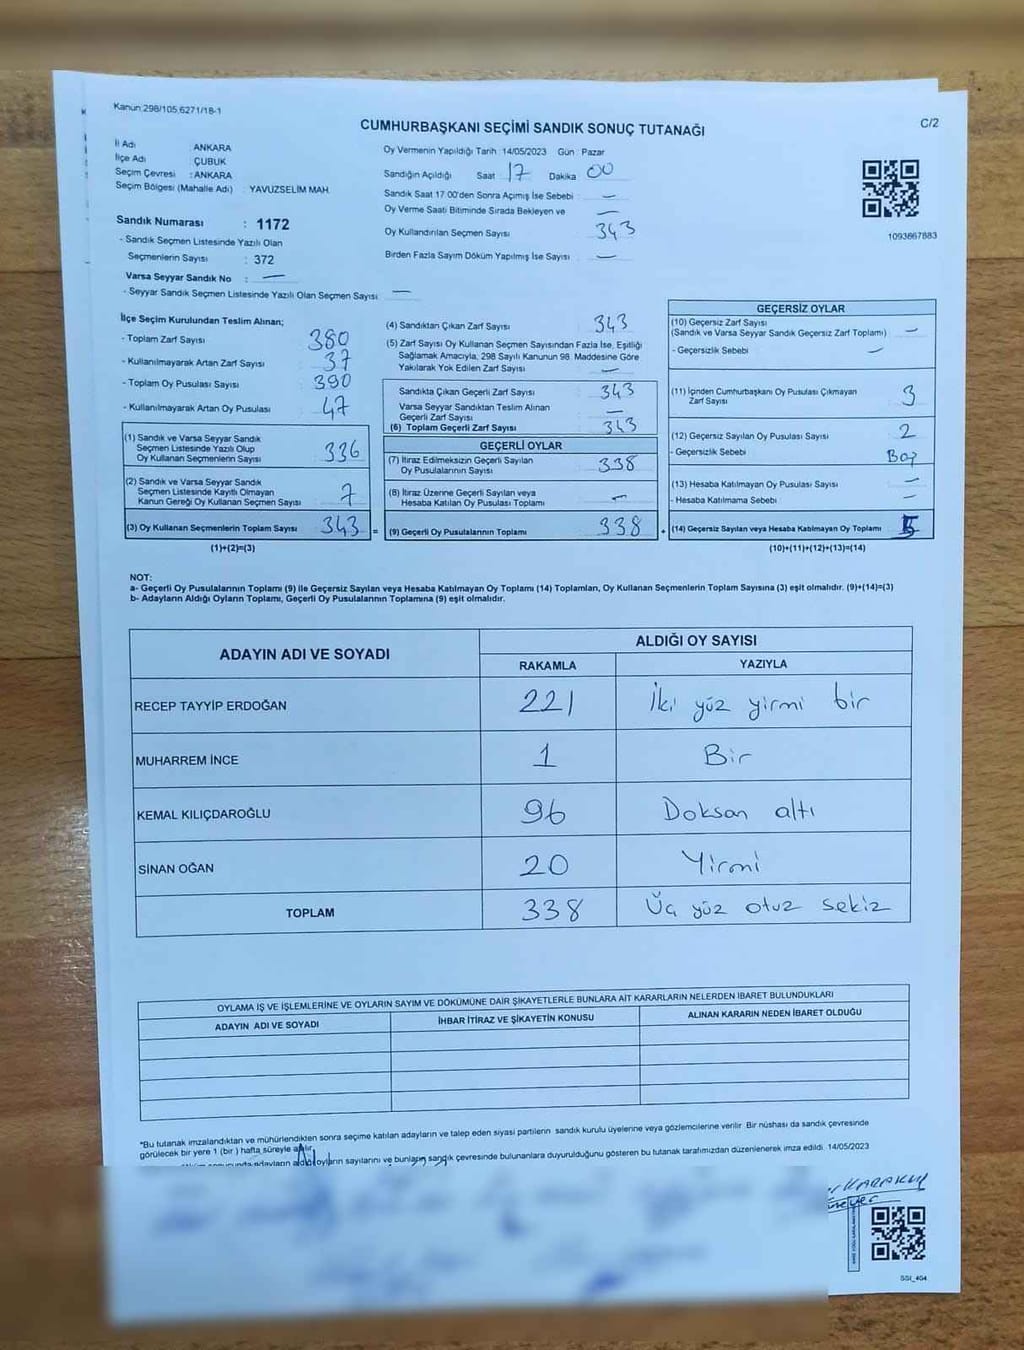 Kanun 298/105,6271/18-1
C/2
CUMHURBAŞKANI SEÇİMİ SANDIK SONUÇ TUTANAĞI
İl Adı : ANKARA
İlçe Adı : ÇUBUK
Seçim Çevresi : ANKARA
Seçim Bölgesi (Mahalle Adı) : YAVUZSELİM MAH.
Sandık Numarası : 1172
- Sandık Seçmen Listesinde Yazılı Olan
Seçmenlerin Sayısı : 372
Varsa Seyyar Sandık No : —
- Seyyar Sandık Seçmen Listesinde Yazılı Olan Seçmen Sayısı : —
Oy Vermenin Yapıldığı Tarih : 14/05/2023 Gün : Pazar
Sandığın Açıldığı Saat 17 Dakika 00
Sandık Saat 17.00'den Sonra Açımış İse Sebebi —
Oy Verme Saati Bitiminde Sırada Bekleyen ve —
Oy Kullandırılan Seçmen Sayısı 343
Birden Fazla Sayım Döküm Yapılmış İse Sayısı —
1093667883
İlçe Seçim Kurulundan Teslim Alınan;
- Toplam Zarf Sayısı 380
- Kullanılmayarak Artan Zarf Sayısı 37
- Toplam Oy Pusulası Sayısı 390
- Kullanılmayarak Artan Oy Pusulası 47
(1) Sandık ve Varsa Seyyar Sandık
Seçmen Listesinde Yazılı Olup
Oy Kullanan Seçmenlerin Sayısı 336
(2) Sandık ve Varsa Seyyar Sandık
Seçmen Listesinde Kayıtlı Olmayan
Kanun Gereği Oy Kullanan Seçmen Sayısı 7
(3) Oy Kullanan Seçmenlerin Toplam Sayısı 343 =
(1)+(2)=(3)
(4) Sandıktan Çıkan Zarf Sayısı 343
(5) Zarf Sayısı Oy Kullanan Seçmen Sayısından Fazla İse, Eşitliği
Sağlamak Amacıyla, 298 Sayılı Kanunun 98. Maddesine Göre
Yakılarak Yok Edilen Zarf Sayısı —
Sandıkta Çıkan Geçerli Zarf Sayısı 343
Varsa Seyyar Sandıktan Teslim Alınan
Geçerli Zarf Sayısı —
(6) Toplam Geçerli Zarf Sayısı 343
GEÇERLİ OYLAR
(7) İtiraz Edilmeksizin Geçerli Sayılan
Oy Pusulalarının Sayısı 338
(8) İtiraz Üzerine Geçerli Sayılan veya
Hesaba Katılan Oy Pusulası Toplamı —
(9) Geçerli Oy Pusulalarının Toplamı 338 +
GEÇERSİZ OYLAR
(10) Geçersiz Zarf Sayısı
(Sandık ve Varsa Seyyar Sandık Geçersiz Zarf Toplamı) —
- Geçersizlik Sebebi —
(11) İçinden Cumhurbaşkanı Oy Pusulası Çıkmayan
Zarf Sayısı 3
(12) Geçersiz Sayılan Oy Pusulası Sayısı 2
- Geçersizlik Sebebi Boş
(13) Hesaba Katılmayan Oy Pusulası Sayısı —
- Hesaba Katılmama Sebebi —
(14) Geçersiz Sayılan veya Hesaba Katılmayan Oy Toplamı 5
(10)+(11)+(12)+(13)=(14)
NOT:
a- Geçerli Oy Pusulalarının Toplamı (9) ile Geçersiz Sayılan veya Hesaba Katılmayan Oy Toplamı (14) Toplamları, Oy Kullanan Seçmenlerin Toplam Sayısına (3) eşit olmalıdır. (9)+(14)=(3)
b- Adayların Aldığı Oyların Toplamı, Geçerli Oy Pusulalarının Toplamına (9) eşit olmalıdır.
ADAYIN ADI VE SOYADI
ALDIĞI OY SAYISI
RAKAMLA YAZIYLA
RECEP TAYYİP ERDOĞAN 221 İki yüz yirmi bir
MUHARREM İNCE 1 Bir
KEMAL KILIÇDAROĞLU 96 Doksan altı
SİNAN OĞAN 20 Yirmi
TOPLAM 338 Üç yüz otuz sekiz
OYLAMA İŞ VE İŞLEMLERİNE VE OYLARIN SAYIM VE DÖKÜMÜNE DAİR ŞİKAYETLERLE BUNLARA AİT KARARLARIN NELERDEN İBARET BULUNDUKLARI
ADAYIN ADI VE SOYADI İHBAR İTİRAZ VE ŞİKAYETİN KONUSU ALINAN KARARIN NEDEN İBARET OLDUĞU
*Bu tutanak imzalandıktan ve mühürlendikten sonra seçime katılan adayların ve talep eden siyasi partilerin sandık kurulu üyelerine veya gözlemcilerine verilir. Bir nüshası da sandık çevresinde
görülecek bir yere 1 (bir) hafta süreyle asılır.
adayların aldığı oyların sayılarını ve bunların sandık çevresinde bulunanlara duyurulduğunu gösteren bu tutanak tarafımızdan düzenlenerek imza edildi. 14/05/2023
KARAKUŞ
SSI_404